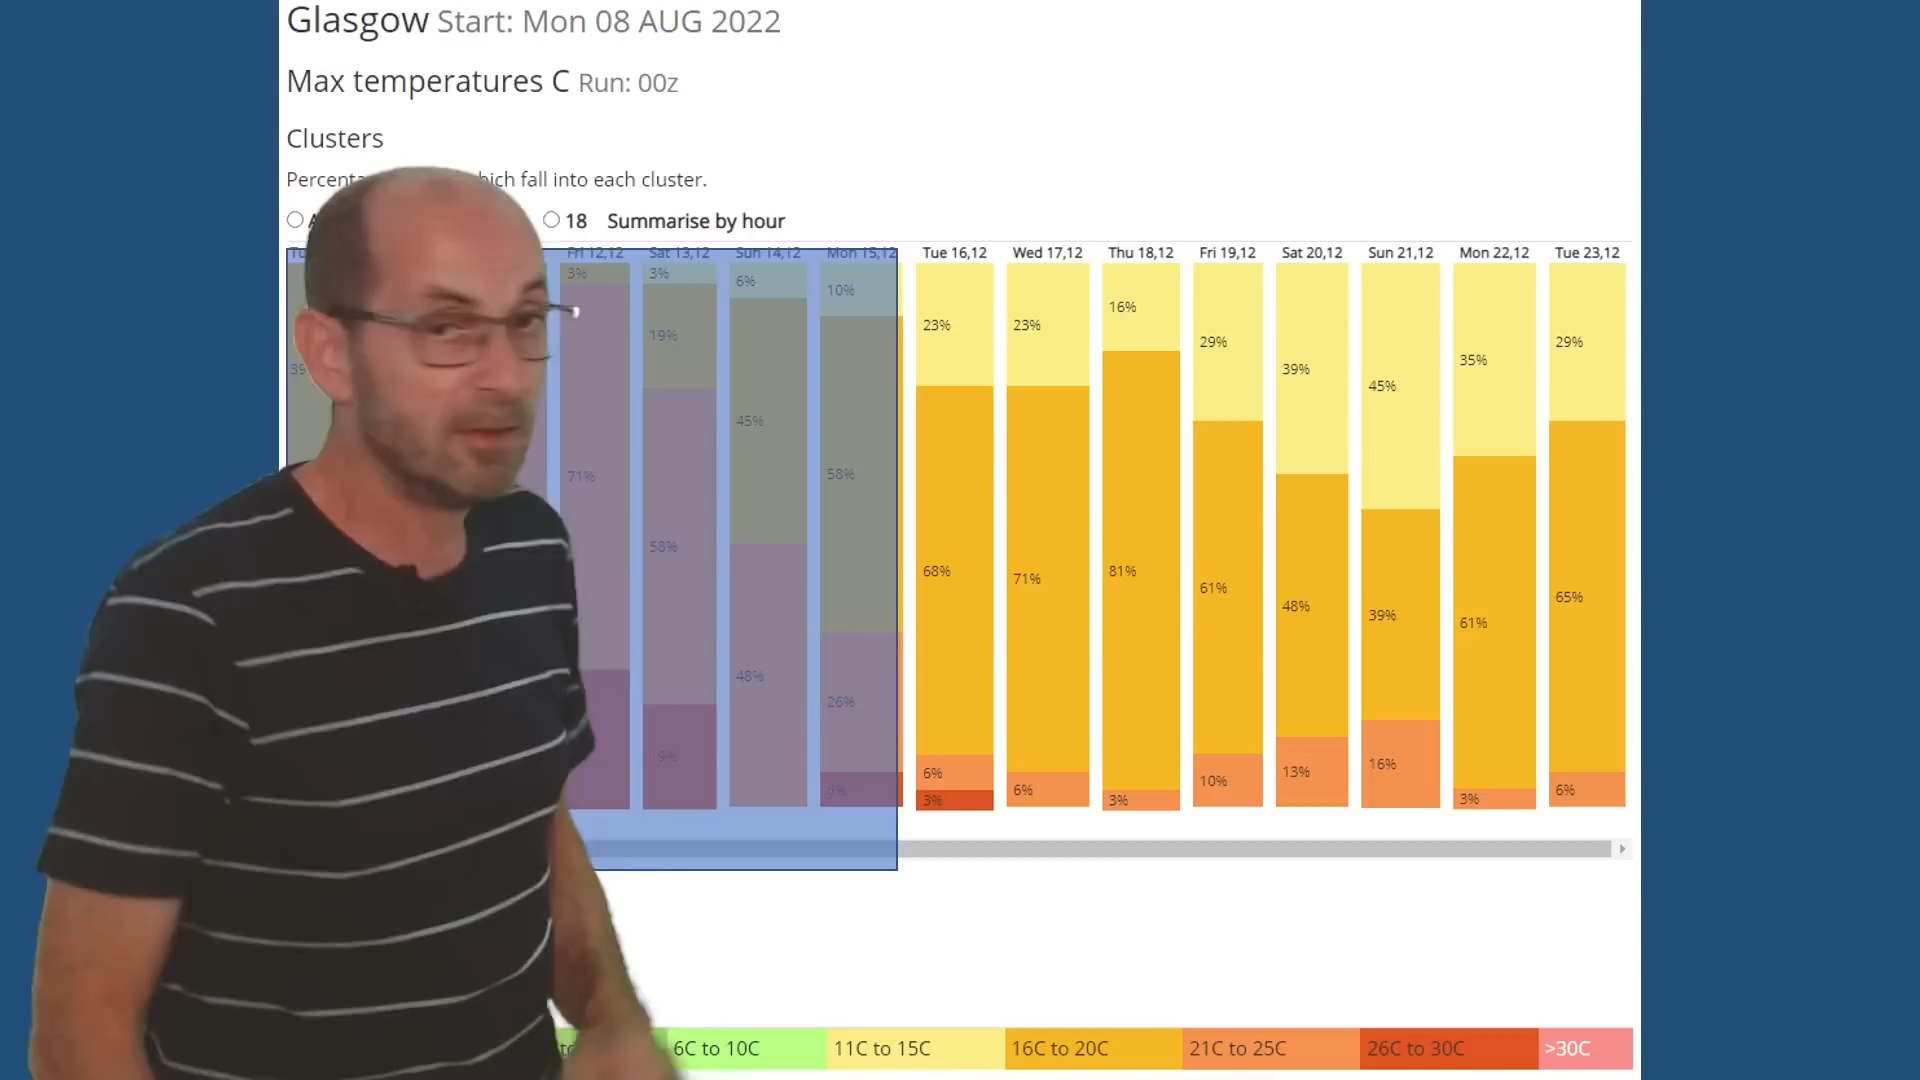 Glasgow Start: Mon 08 AUG 2022
Max temperatures C Run: 00z
Clusters
fall into each cluster.
18 Summarise by hour
Fri 12,12 Sat 13,12 Sun 14,12 Mon 15,12 Tue 16,12 Wed 17,12 Thu 18,12 Fri 19,12 Sat 20,12 Sun 21,12 Mon 22,12 Tue 23,12
3% 3% 6% 10% 23% 23% 16% 29% 39% 45% 35% 29%
71% 19% 45% 58% 68% 71% 81% 61% 48% 39% 61% 65%
58% 48% 26% 6% 6% 3% 10% 13% 16% 3% 6%
6% 3%
6C to 10C 11C to 15C 16C to 20C 21C to 25C 26C to 30C >30C